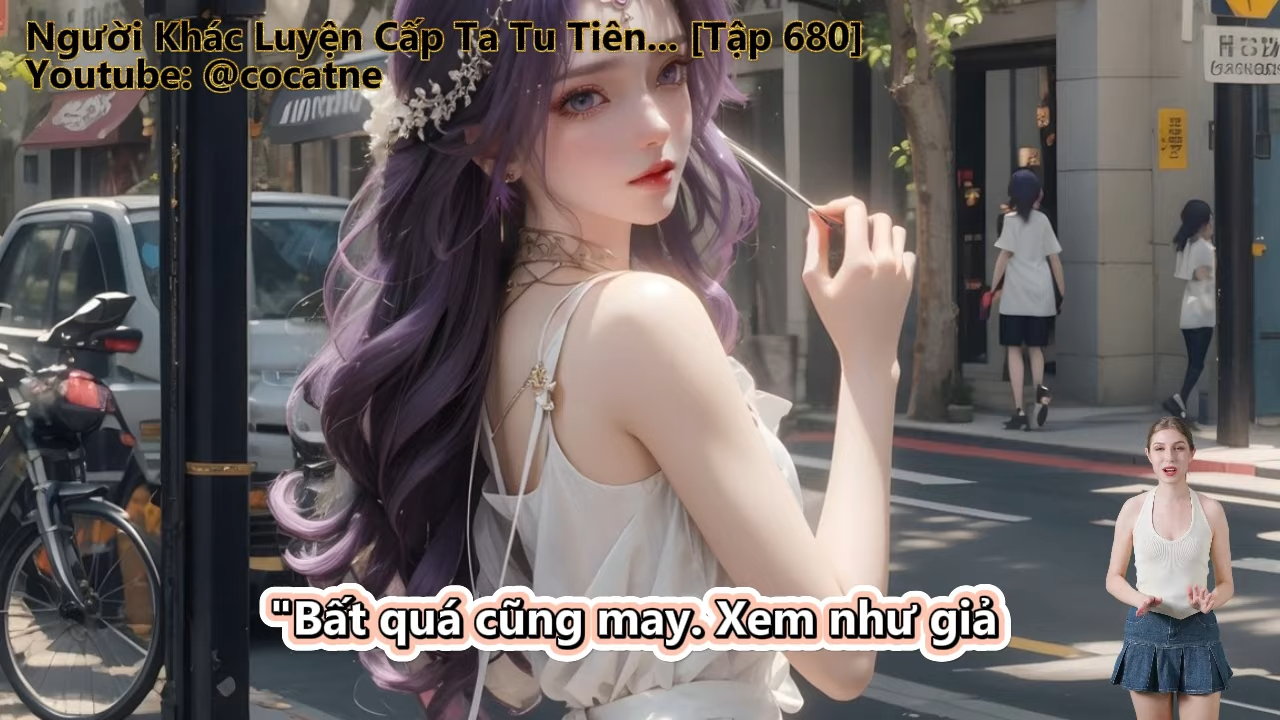 Người Khác Luyện Cấp Ta Tu Tiên... [Tập 680]
Youtube: @cocatne
"Bất quá cũng may. Xem như giả